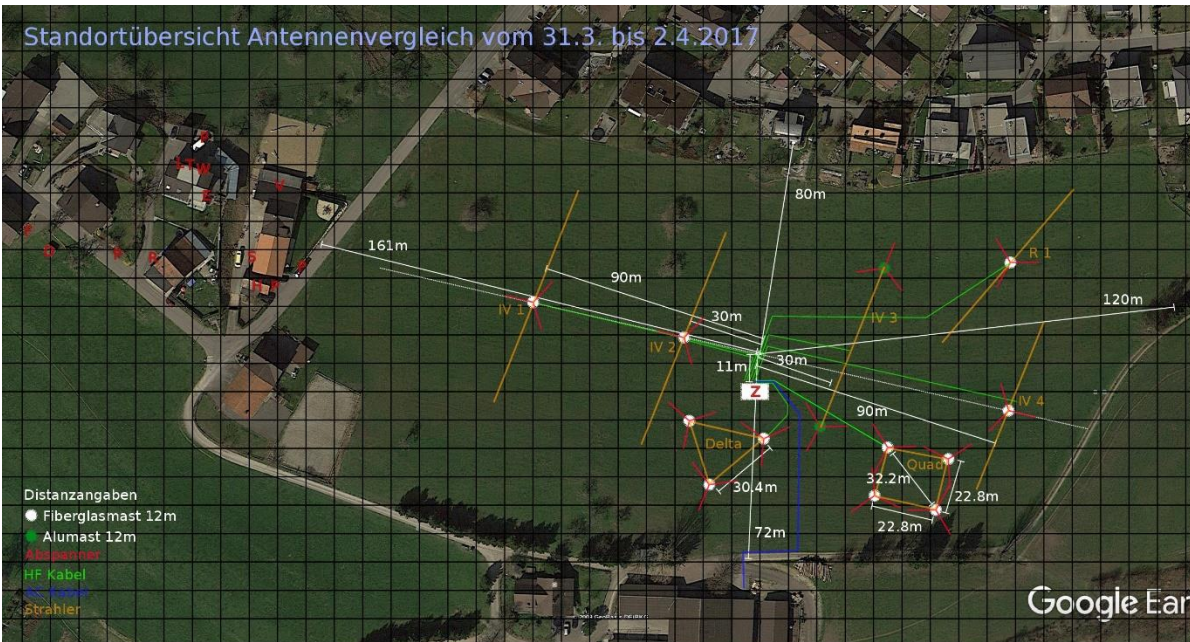 Standortübersicht Antennenvergleich vom 31.3. bis 2.4.2017
80m
161m
90m
R 1
120m
IV 1
30m
IV 3
IV 2
11m
30m
Z
IV 4
90m
Delta
Quad
32.2m
30.4m
22.8m
22.8m
72m
Distanzangaben
Fiberglasmast 12m
Alumast 12m
Abspanner
HF Kabel
Strahler
Google Ear